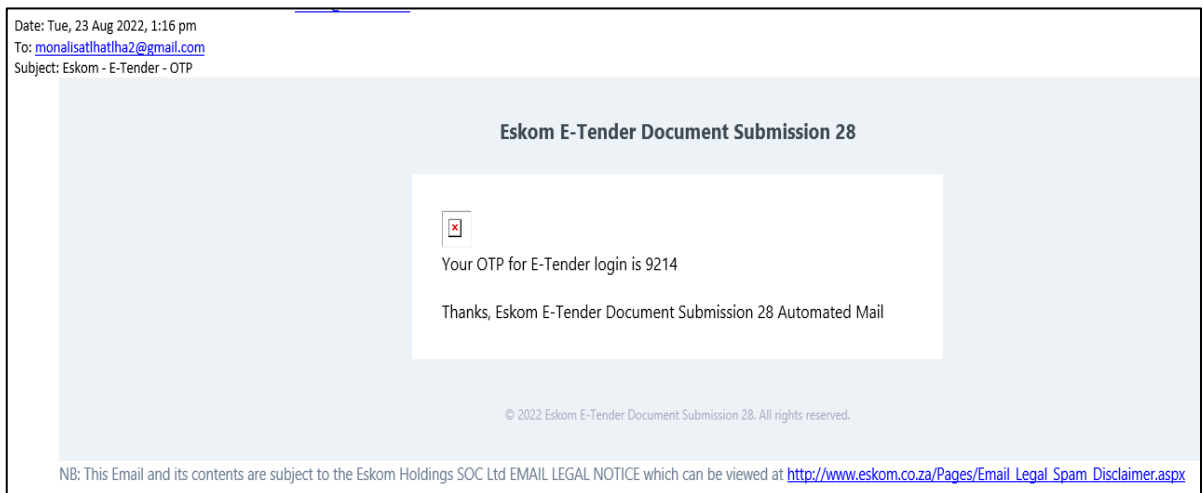 Date: Tue, 23 Aug 2022, 1:16 pm
To: monalisatlhatlha2@gmail.com
Subject: Eskom - E-Tender - OTP
Eskom E-Tender Document Submission 28
Your OTP for E-Tender login is 9214
Thanks, Eskom E-Tender Document Submission 28 Automated Mail
© 2022 Eskom E-Tender Document Submission 28. All rights reserved.
NB: This Email and its contents are subject to the Eskom Holdings SOC Ltd EMAIL LEGAL NOTICE which can be viewed at http://www.eskom.co.za/Pages/Email_Legal_Spam_Disclaimer.aspx